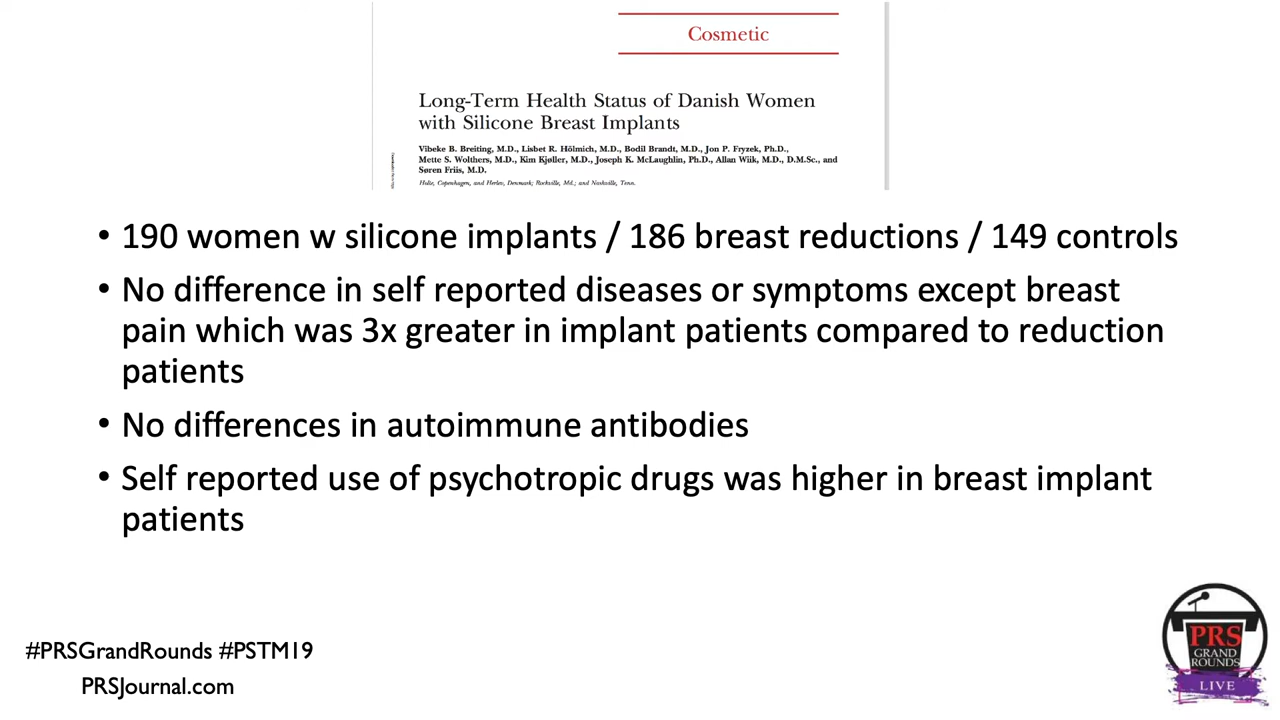 Cosmetic
Long-Term Health Status of Danish Women
with Silicone Breast Implants
Vibeke B. Breiting, M.D., Lisbet R. Hölmich, M.D., Bodil Brandt, M.D., Jon P. Fryzek, Ph.D.,
Mette S. Wolthers, M.D., Kim Kjøller, M.D., Joseph K. McLaughlin, Ph.D., Allan Wiik, M.D., D.M.Sc., and
Søren Friis, M.D.
Holte, Copenhagen, and Herlev, Denmark; Rockville, Md.; and Nashville, Tenn.
• 190 women w silicone implants / 186 breast reductions / 149 controls
• No difference in self reported diseases or symptoms except breast
pain which was 3x greater in implant patients compared to reduction
patients
• No differences in autoimmune antibodies
• Self reported use of psychotropic drugs was higher in breast implant
patients
#PRSGrandRounds #PSTM19
PRSJournal.com
PRS
GRAND
ROUNDS
LIVE